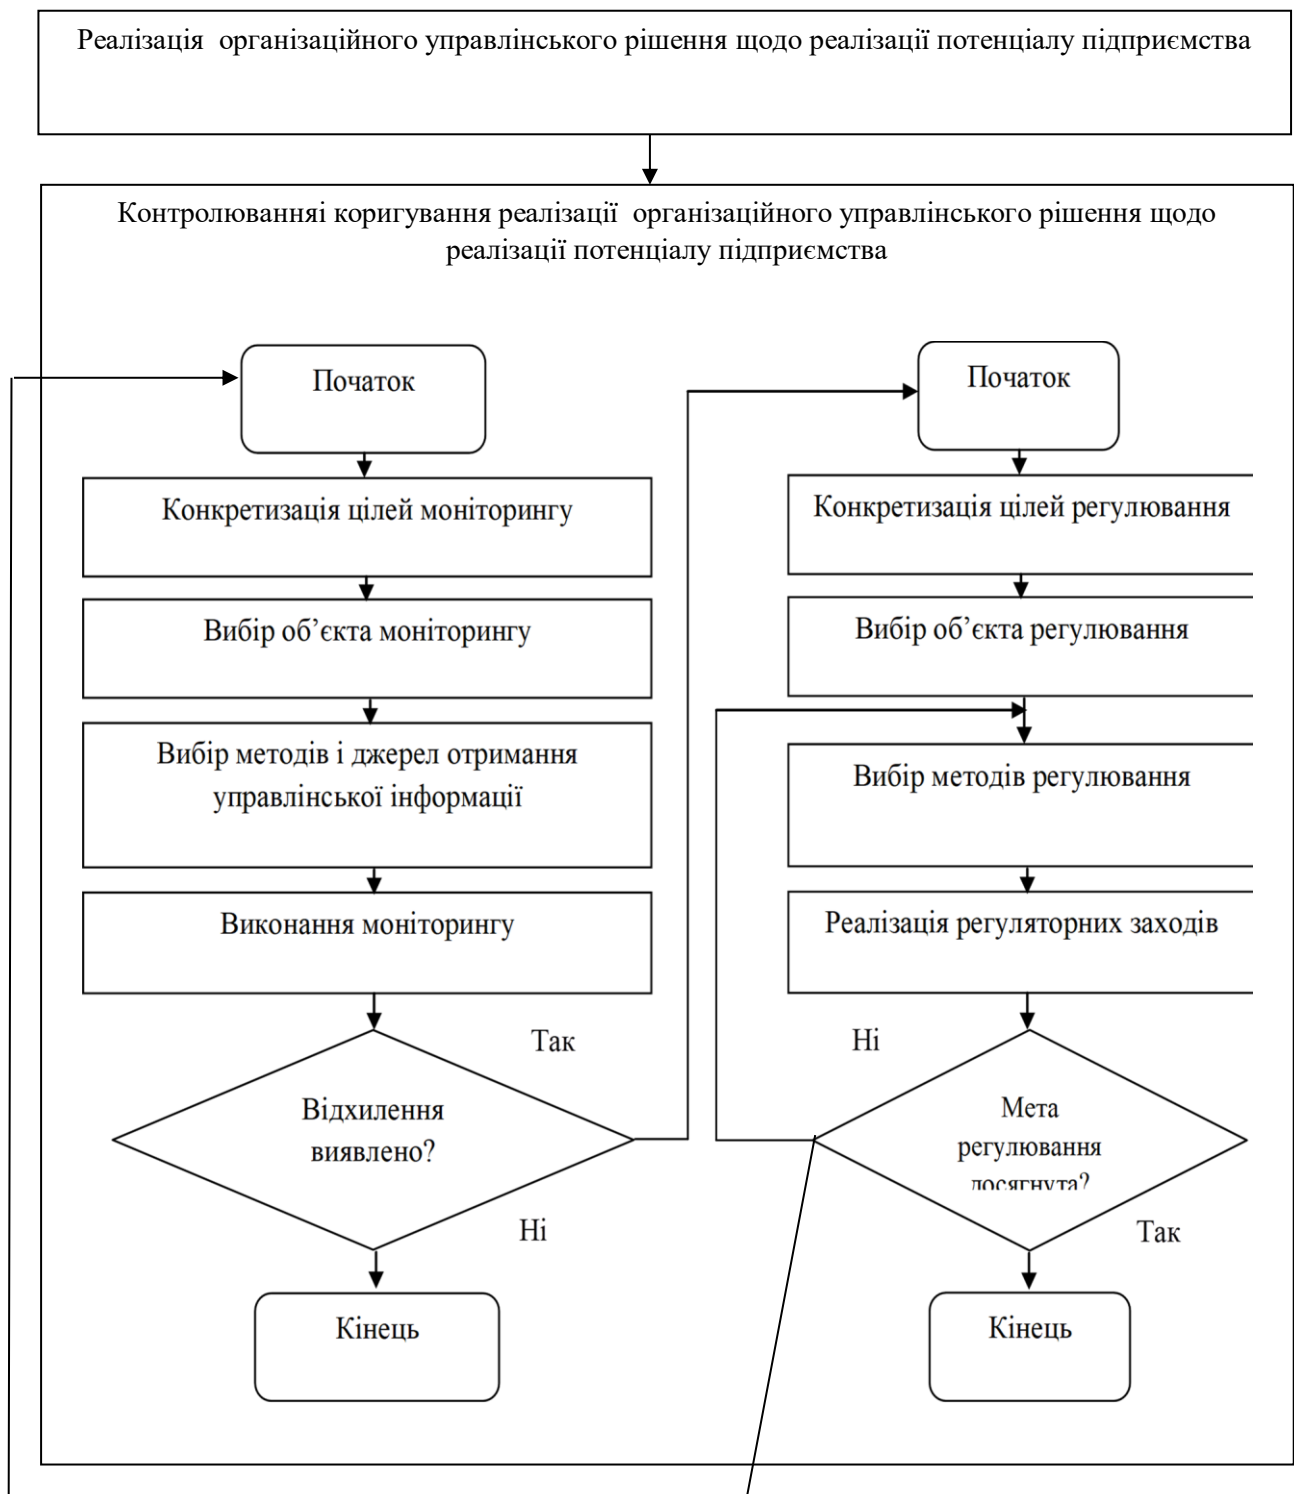 Реалізація організаційного управлінського рішення щодо реалізації потенціалу підприємства
Контролюванняі коригування реалізації організаційного управлінського рішення щодо
реалізації потенціалу підприємства
Початок
Конкретизація цілей моніторингу
Вибір об’єкта моніторингу
Вибір методів і джерел отримання
управлінської інформації
Виконання моніторингу
Так
Відхилення
виявлено?
Ні
Кінець
Початок
Конкретизація цілей регулювання
Вибір об’єкта регулювання
Вибір методів регулювання
Реалізація регуляторних заходів
Ні
Мета
регулювання
досягнута?
Так
Кінець